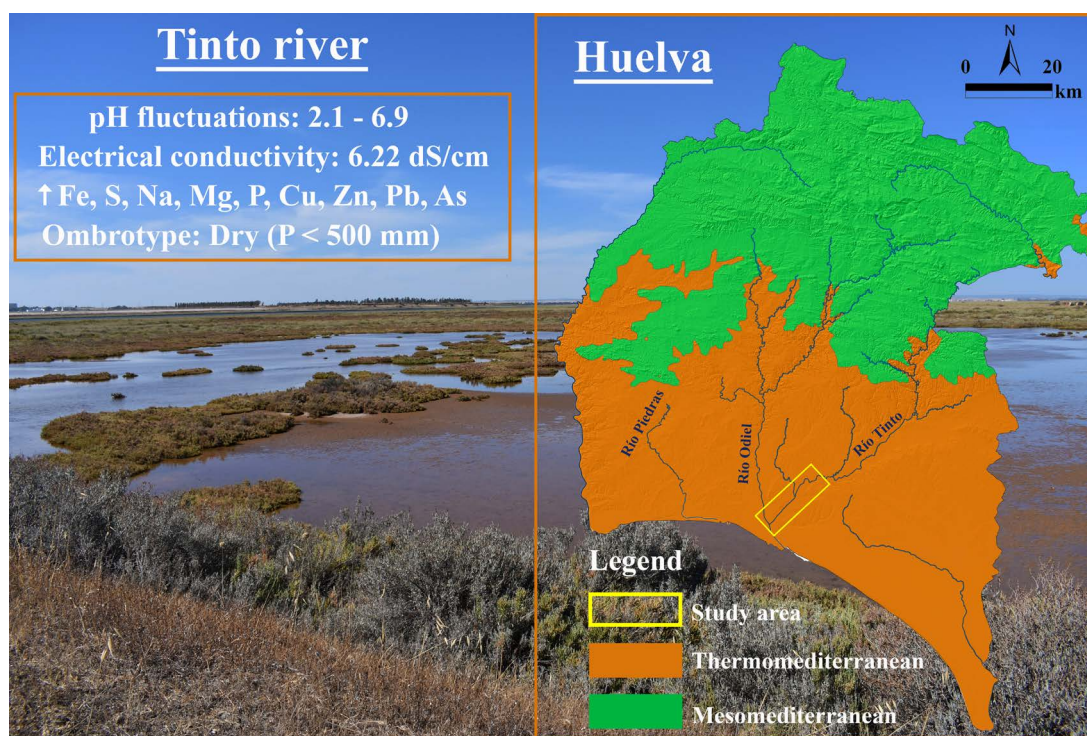 Tinto river
pH fluctuations: 2.1 - 6.9
Electrical conductivity: 6.22 dS/cm
↑Fe, S, Na, Mg, P, Cu, Zn, Pb, As
Ombrotype: Dry (P < 500 mm)
Huelva
N
0 20
km
Río Piedras
Río Odiel
Río Tinto
Legend
Study area
Thermomediterranean
Mesomediterranean